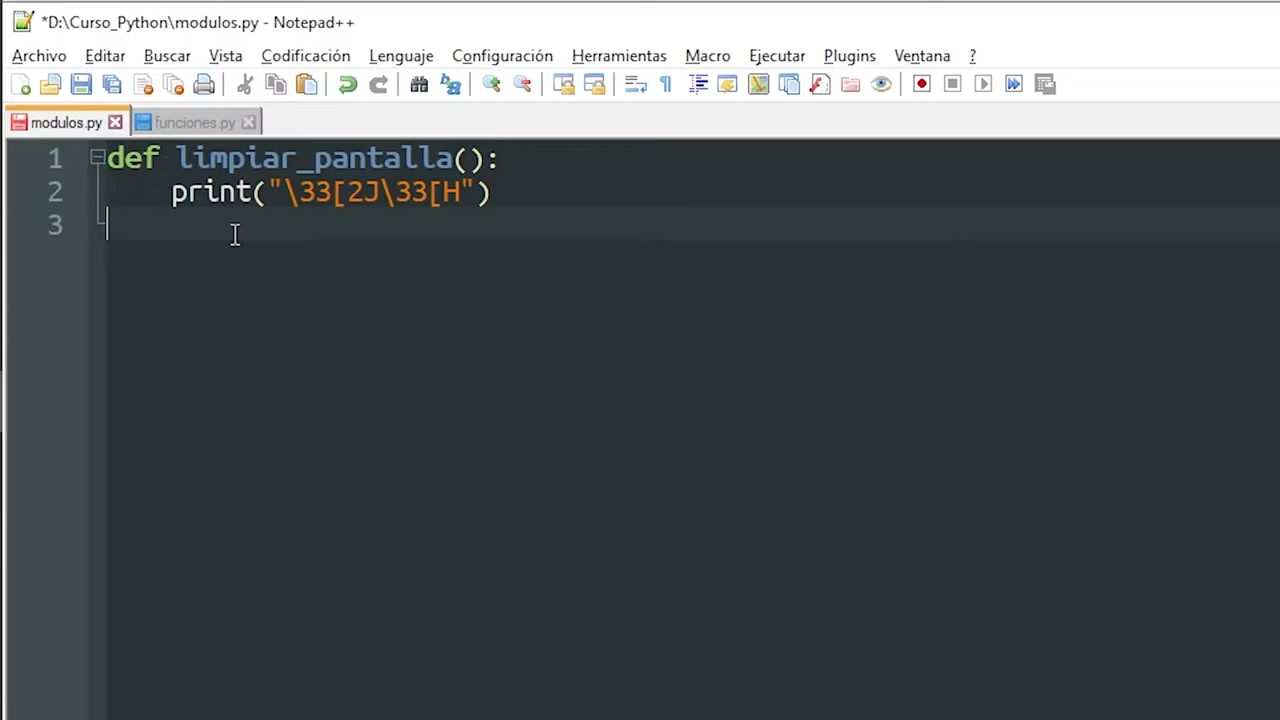 *D:\Curso_Python\modulos.py - Notepad++
Archivo Editar Buscar Vista Codificación Lenguaje Configuración Herramientas Macro Ejecutar Plugins Ventana ?
modulos.py funciones.py
1 def limpiar_pantalla():
2 print("\33[2J\33[H")
3